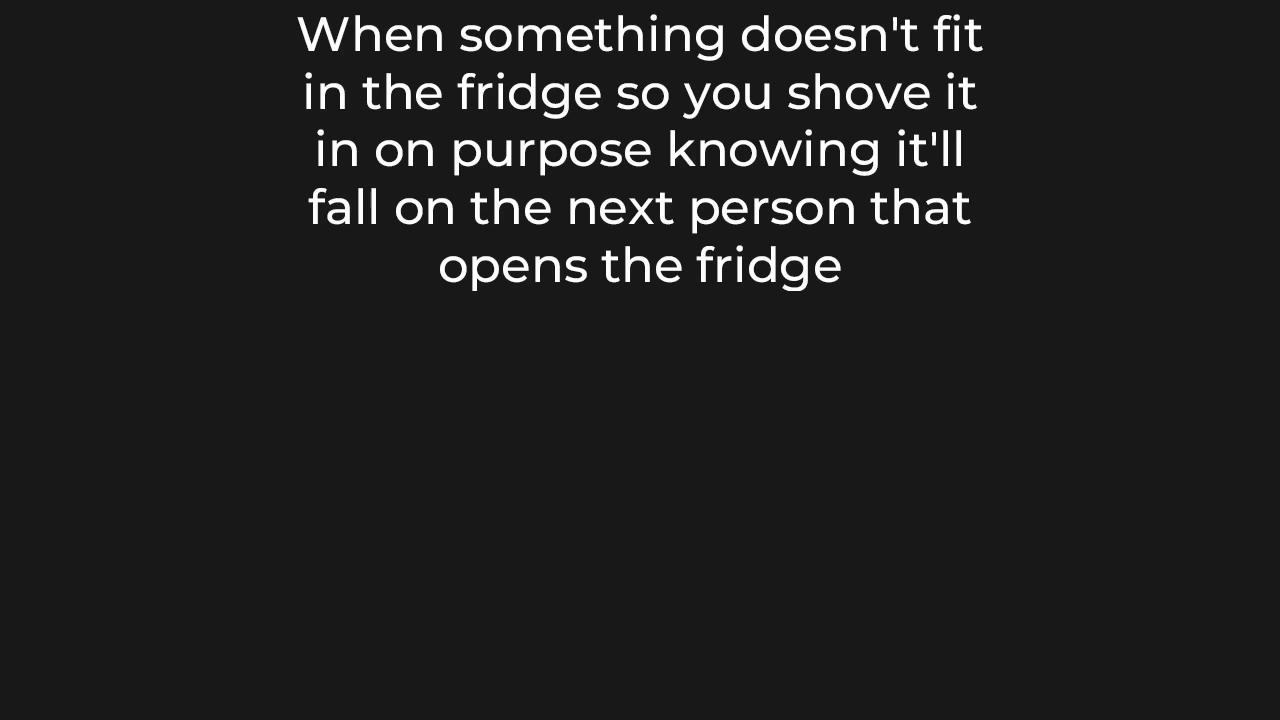 When something doesn't fit
in the fridge so you shove it
in on purpose knowing it'll
fall on the next person that
opens the fridge